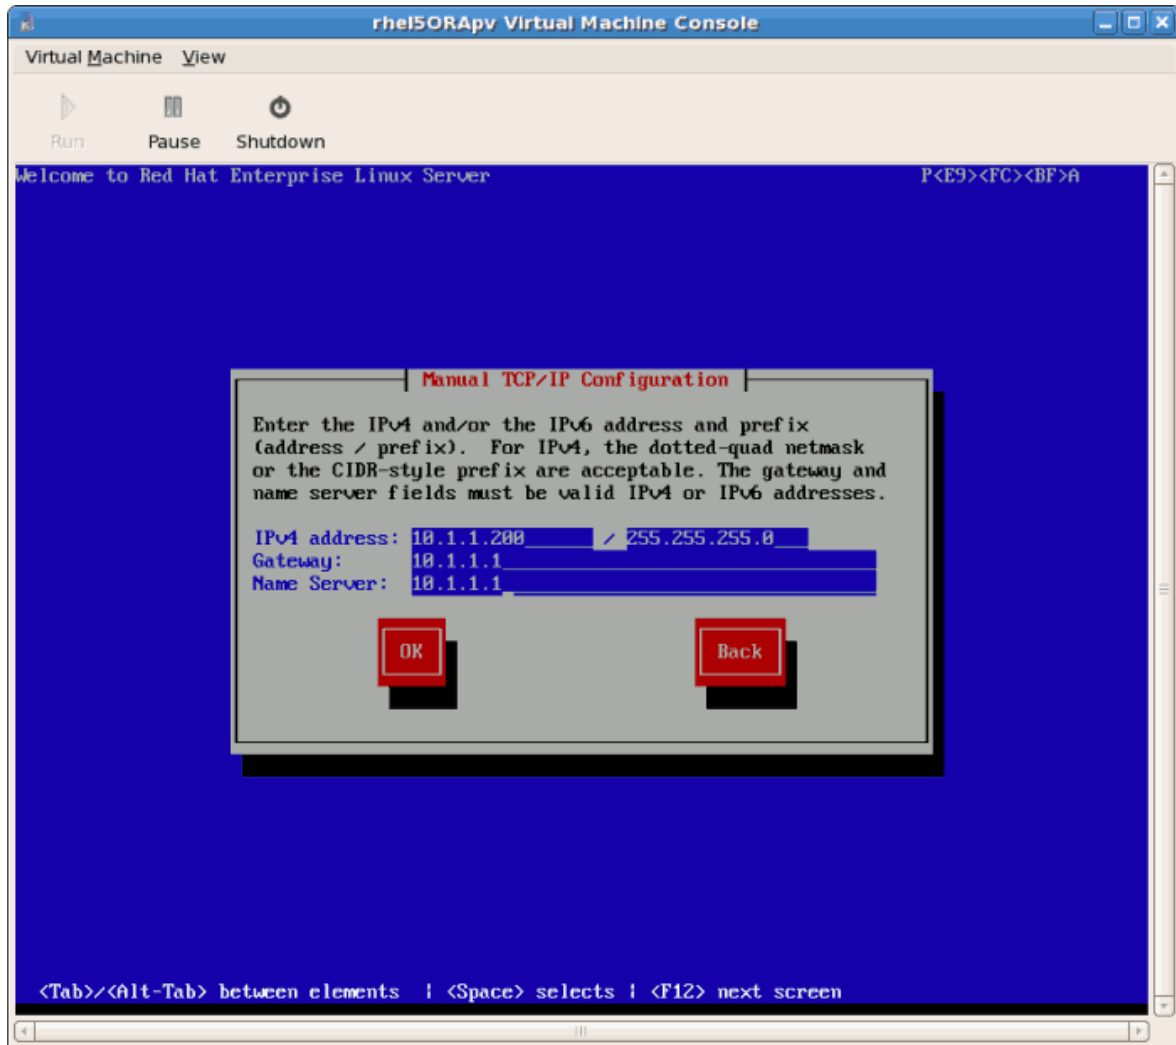 rhel5ORApv Virtual Machine Console
Virtual Machine View
Run Pause Shutdown
Welcome to Red Hat Enterprise Linux Server P<E9><FC><BF>A
Manual TCP/IP Configuration
Enter the IPv4 and/or the IPv6 address and prefix
(address / prefix). For IPv4, the dotted-quad netmask
or the CIDR-style prefix are acceptable. The gateway and
name server fields must be valid IPv4 or IPv6 addresses.
IPv4 address: 10.1.1.200 / 255.255.255.0
Gateway: 10.1.1.1
Name Server: 10.1.1.1
OK Back
<Tab>/<Alt-Tab> between elements | <Space> selects | <F12> next screen